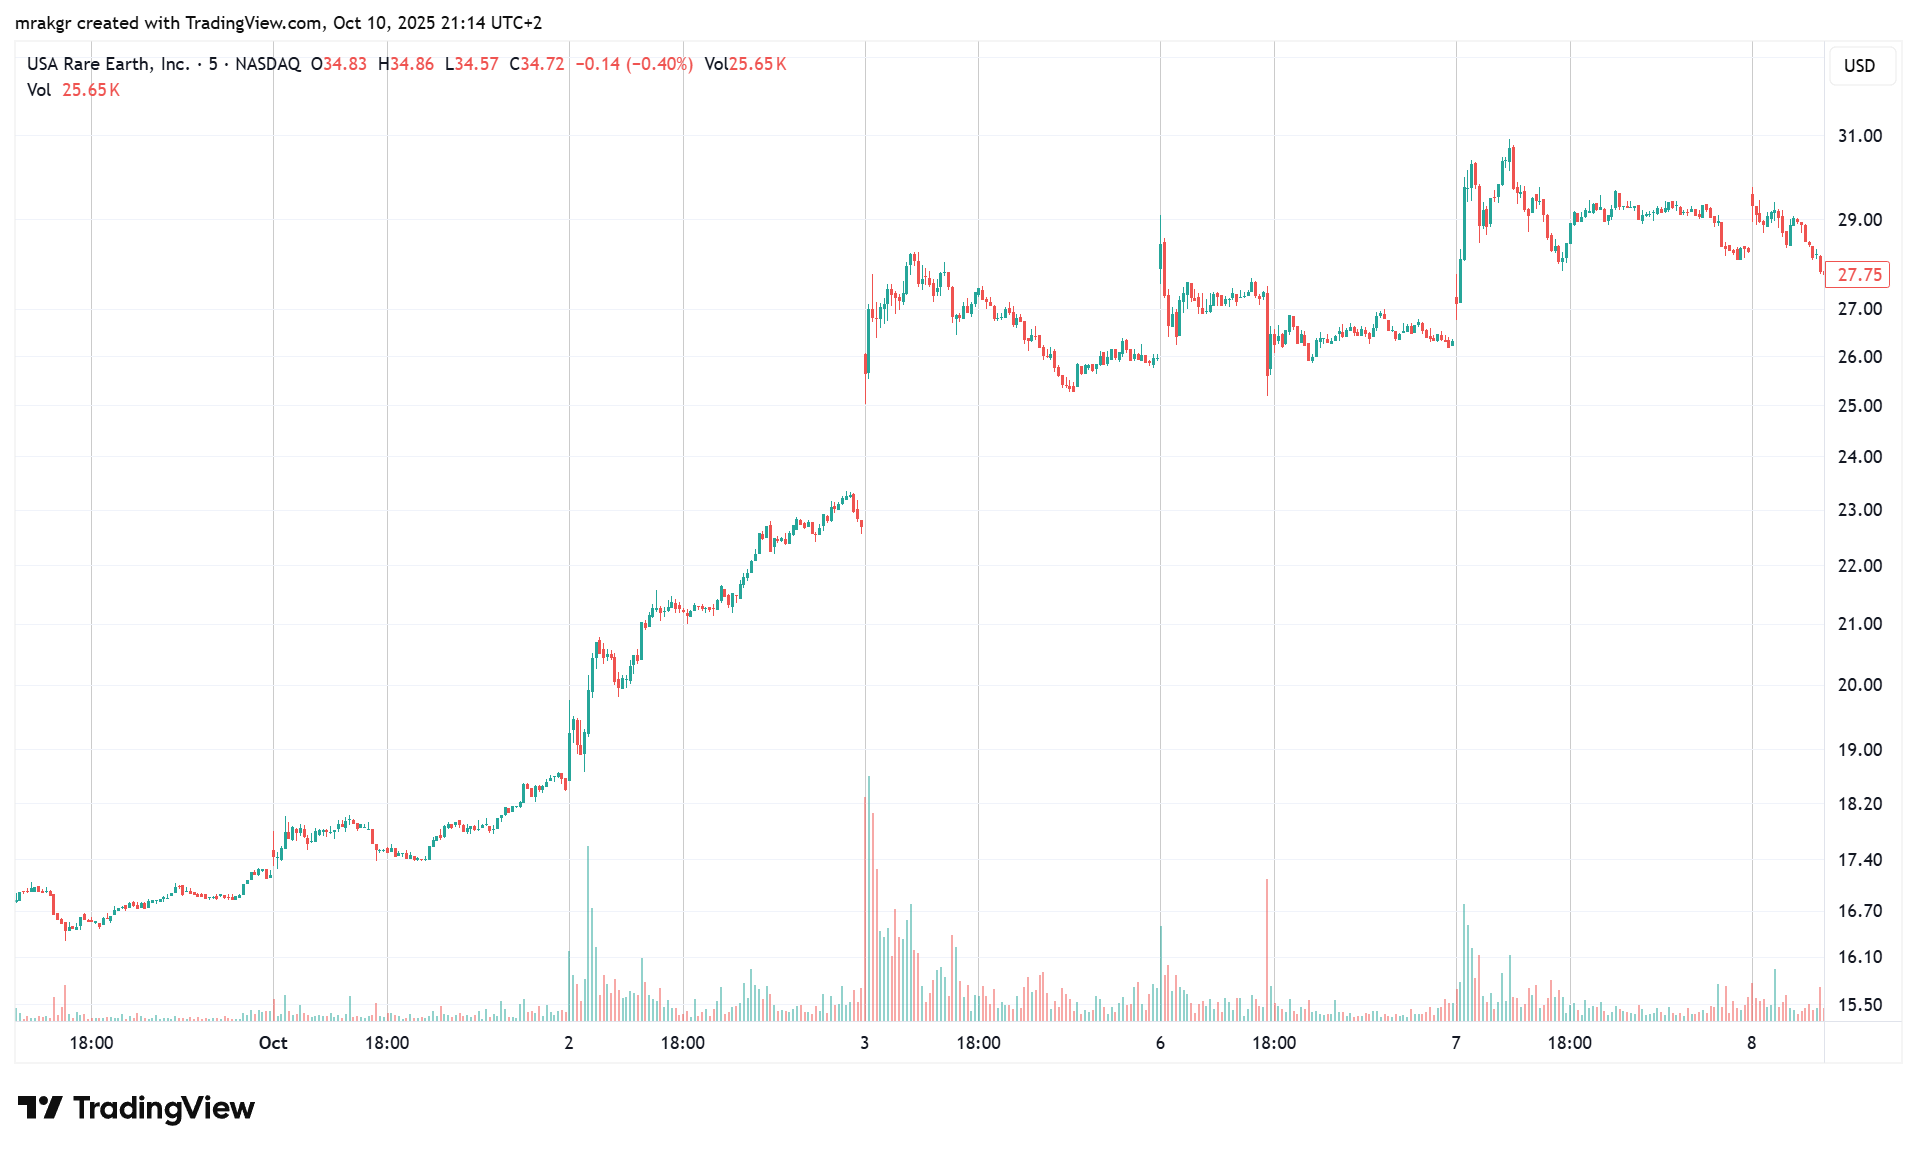 mrakgr created with TradingView.com, Oct 10, 2025 21:14 UTC+2
USA Rare Earth, Inc. · 5 · NASDAQ O34.83 H34.86 L34.57 C34.72 −0.14 (−0.40%) Vol25.65K
Vol 25.65K
USD
31.00
29.00
27.75
27.00
26.00
25.00
24.00
23.00
22.00
21.00
20.00
19.00
18.20
17.40
16.70
16.10
15.50
18:00 Oct 18:00 2 18:00 3 18:00 6 18:00 7 18:00 8
TradingView